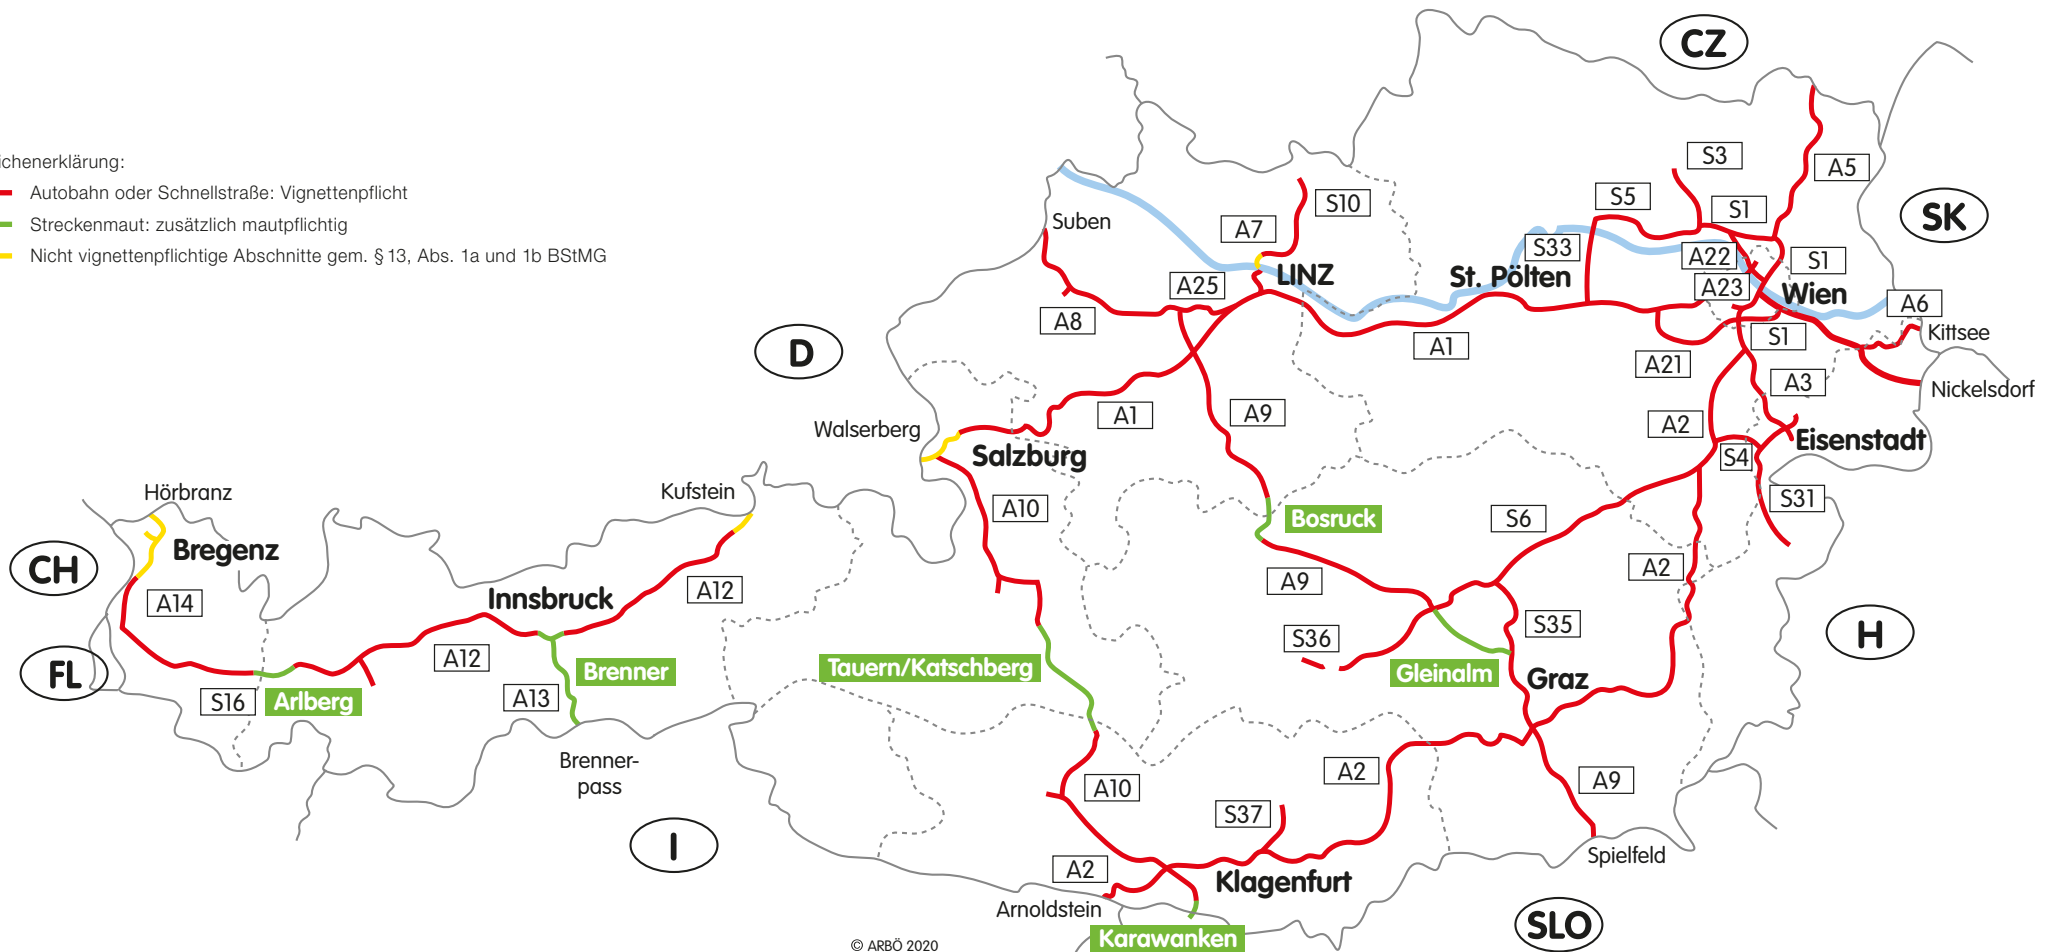 ichenerklärung:
Autobahn oder Schnellstraße: Vignettenpflicht
Streckenmaut: zusätzlich mautpflichtig
Nicht vignettenpflichtige Abschnitte gem. § 13, Abs. 1a und 1b BStMG
CZ
SK
D
CH
FL
I
H
SLO
S3
A5
S5
S1
S10
A7
Suben
S33
A22
S1
LINZ
St. Pölten
A25
A23
Wien
A6
A8
Kittsee
A1
S1
A21
A3
Nickelsdorf
A1
A9
A2
Walserberg
Salzburg
Eisenstadt
S4
Hörbranz
Kufstein
A10
Bosruck
S6
S31
Bregenz
A14
Innsbruck
A12
A9
A2
S36
S35
A12
Brenner
Tauern/Katschberg
Gleinalm
Graz
S16
Arlberg
A13
Brenner-
pass
A10
A2
A9
S37
Spielfeld
A2
Klagenfurt
Arnoldstein
Karawanken
© ARBÖ 2020